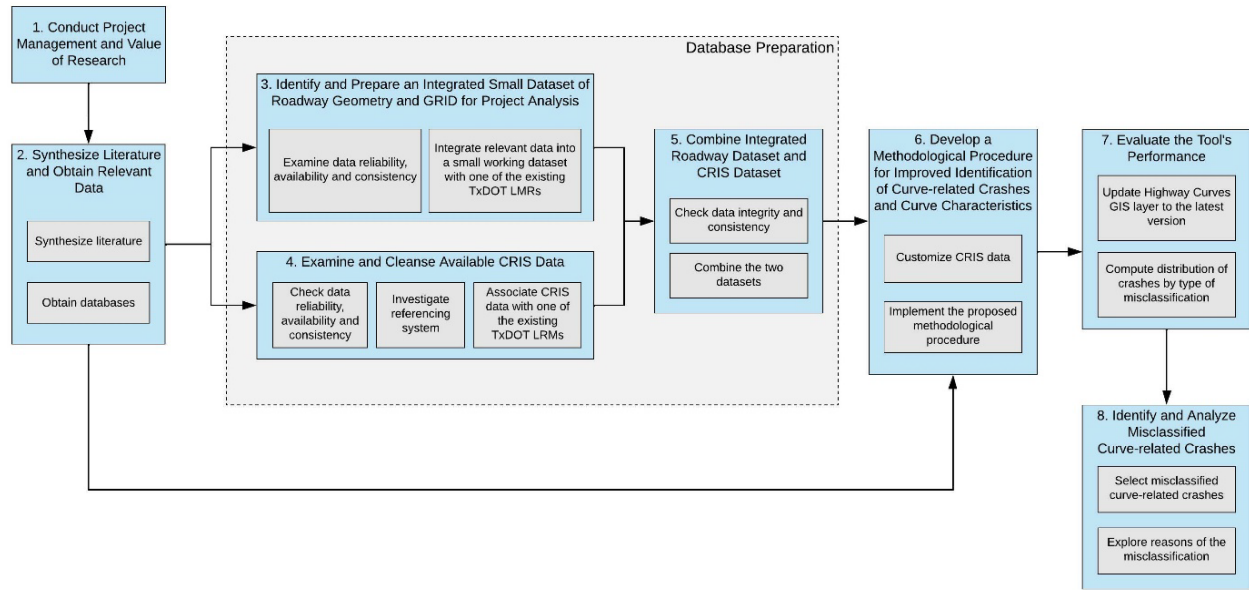 1. Conduct Project
Management and Value
of Research
2. Synthesize Literature
and Obtain Relevant
Data
Synthesize literature
Obtain databases
Database Preparation
3. Identify and Prepare an Integrated Small Dataset of
Roadway Geometry and GRID for Project Analysis
Examine data reliability,
availability and consistency
Integrate relevant data into
a small working dataset
with one of the existing
TxDOT LMRs
4. Examine and Cleanse Available CRIS Data
Check data
reliability,
availability and
consistency
Investigate
referencing
system
Associate CRIS
data with one of
the existing
TxDOT LRMs
5. Combine Integrated
Roadway Dataset and
CRIS Dataset
Check data integrity and
consistency
Combine the two
datasets
6. Develop a
Methodological Procedure
for Improved Identification
of Curve-related Crashes
and Curve Characteristics
Customize CRIS data
Implement the proposed
methodological
procedure
7. Evaluate the Tool's
Performance
Update Highway Curves
GIS layer to the latest
version
Compute distribution of
crashes by type of
misclassification
8. Identify and Analyze
Misclassified
Curve-related Crashes
Select misclassified
curve-related crashes
Explore reasons of the
misclassification